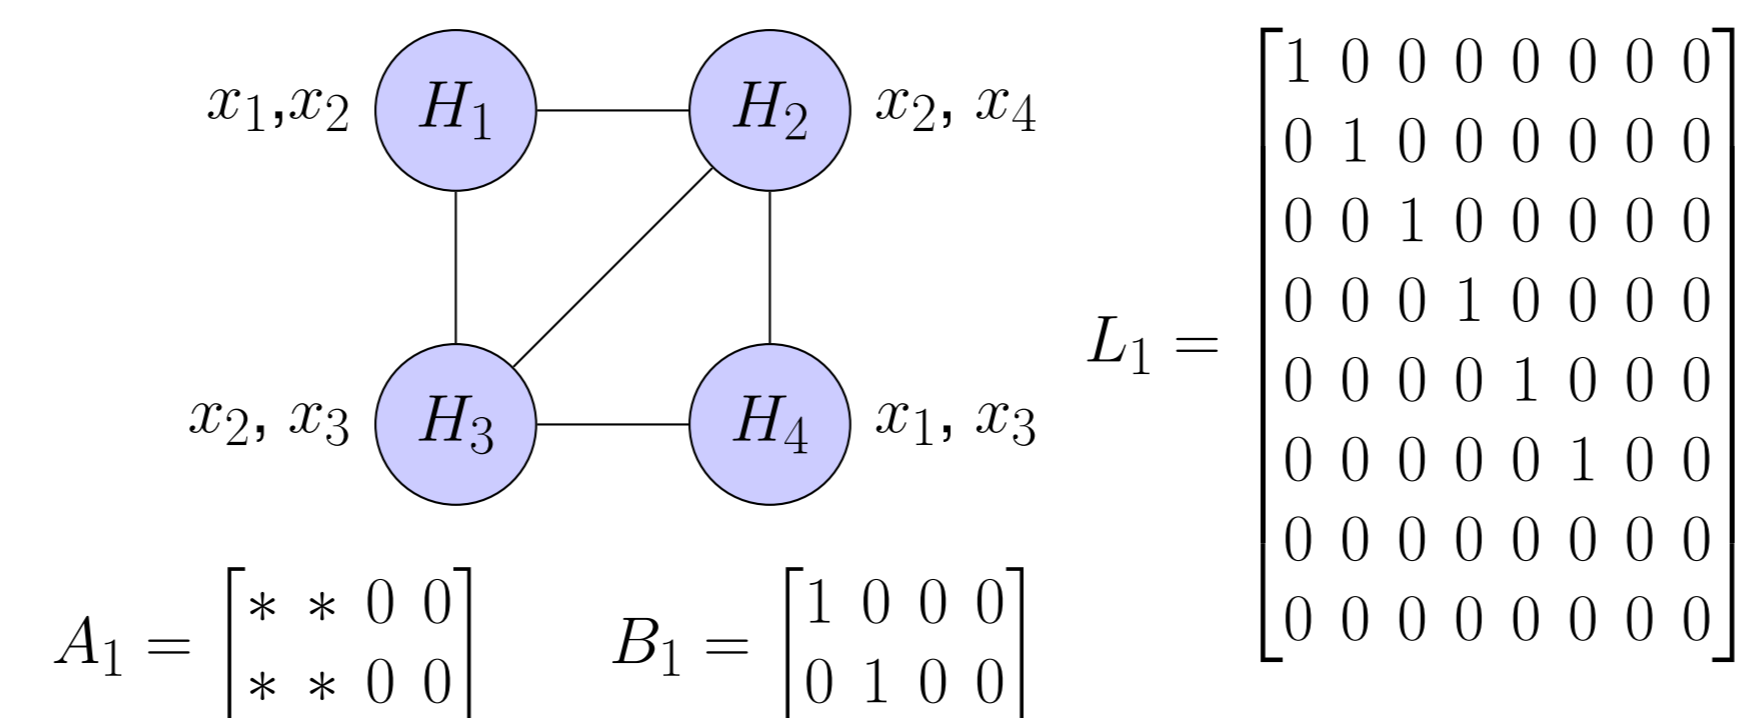 x₁,x₂ H₁ H₂ x₂, x₄
x₂, x₃ H₃ H₄ x₁, x₃
L₁ =
1 0 0 0 0 0 0 0
0 1 0 0 0 0 0 0
0 0 1 0 0 0 0 0
0 0 0 1 0 0 0 0
0 0 0 0 1 0 0 0
0 0 0 0 0 1 0 0
0 0 0 0 0 0 0 0
0 0 0 0 0 0 0 0
A₁ =
* * 0 0
* * 0 0
B₁ =
1 0 0 0
0 1 0 0